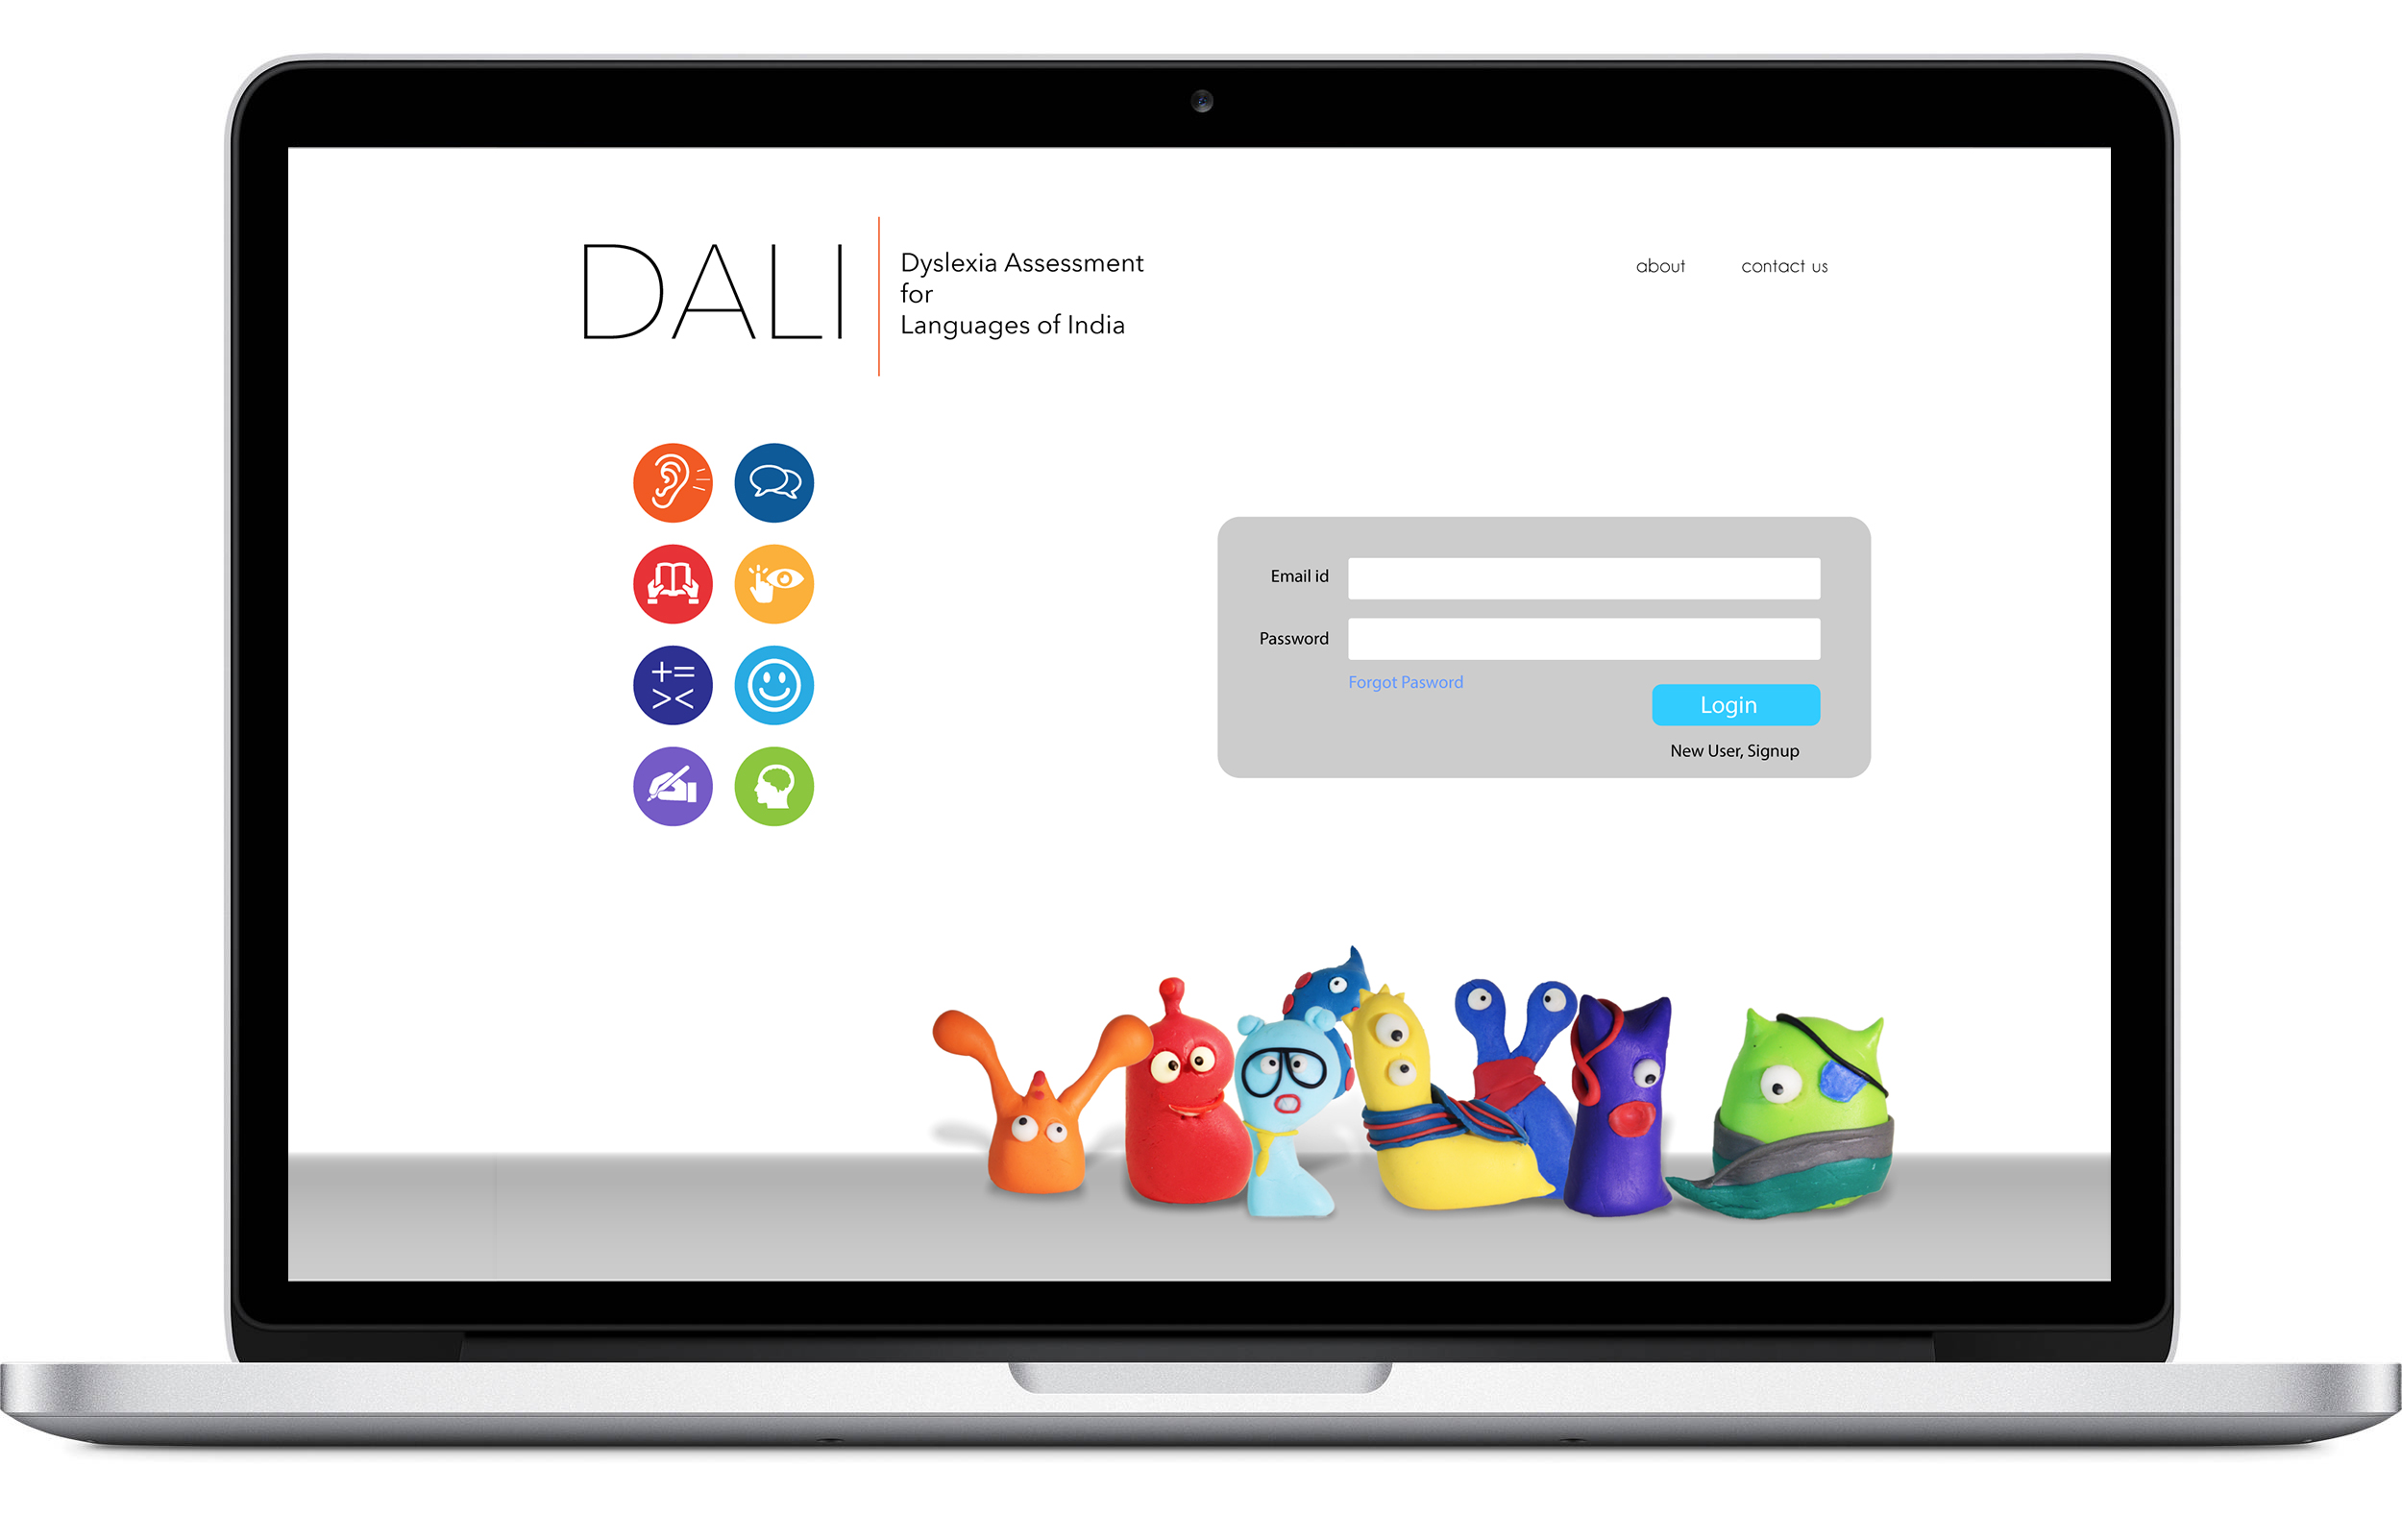 DALI
Dyslexia Assessment
for
Languages of India
about
contact us
Email id
Password
Forgot Pasword
Login
New User, Signup